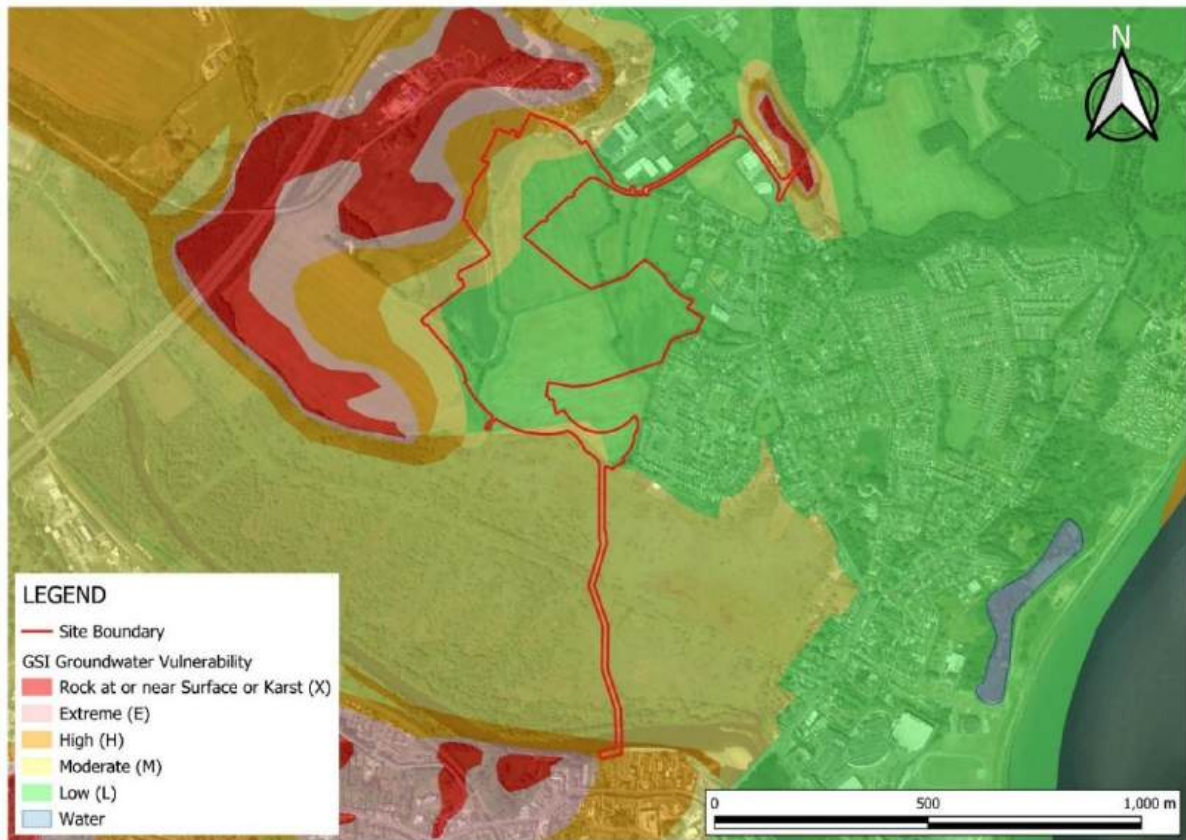 N
LEGEND
Site Boundary
GSI Groundwater Vulnerability
Rock at or near Surface or Karst (X)
Extreme (E)
High (H)
Moderate (M)
Low (L)
Water
0 500 1,000 m